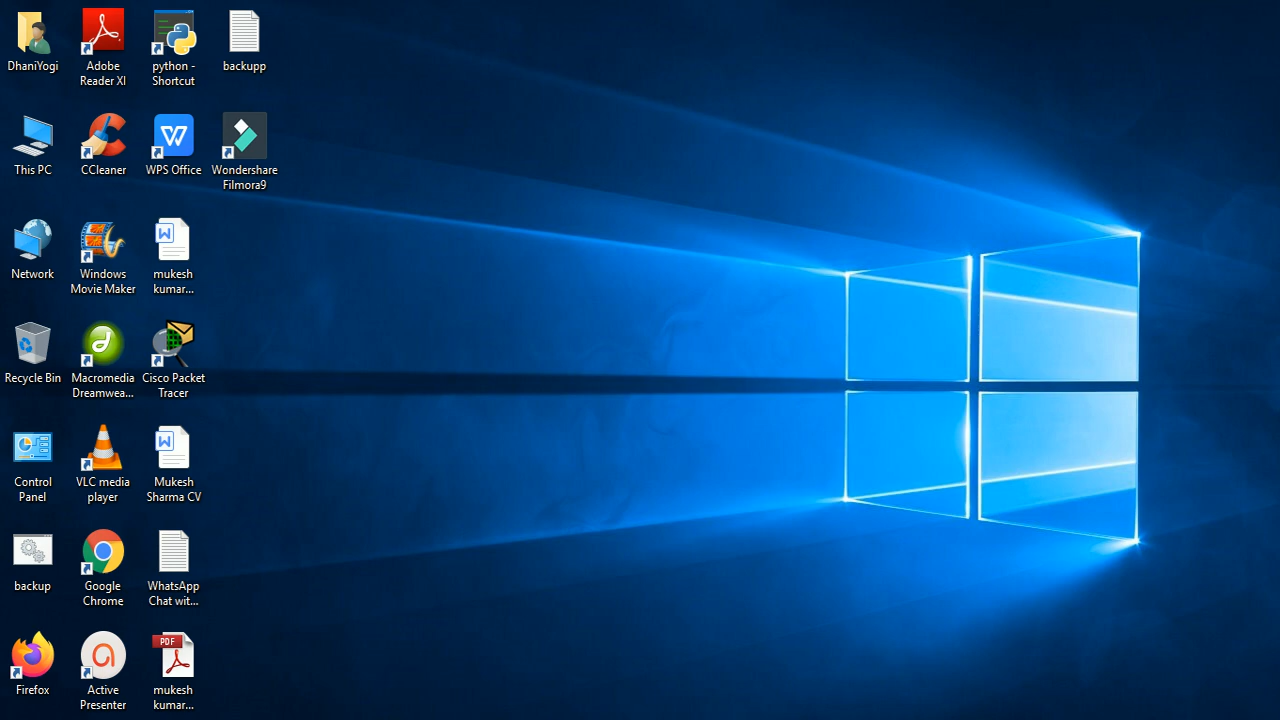 DhaniYogi
Adobe
Reader XI
python -
Shortcut
backupp
This PC
CCleaner
WPS Office
Wondershare
Filmora9
Network
Windows
Movie Maker
mukesh
kumar...
Recycle Bin
Macromedia
Dreamwea...
Cisco Packet
Tracer
Control
Panel
VLC media
player
Mukesh
Sharma CV
backup
Google
Chrome
WhatsApp
Chat wit...
Firefox
Active
Presenter
PDF
mukesh
kumar...